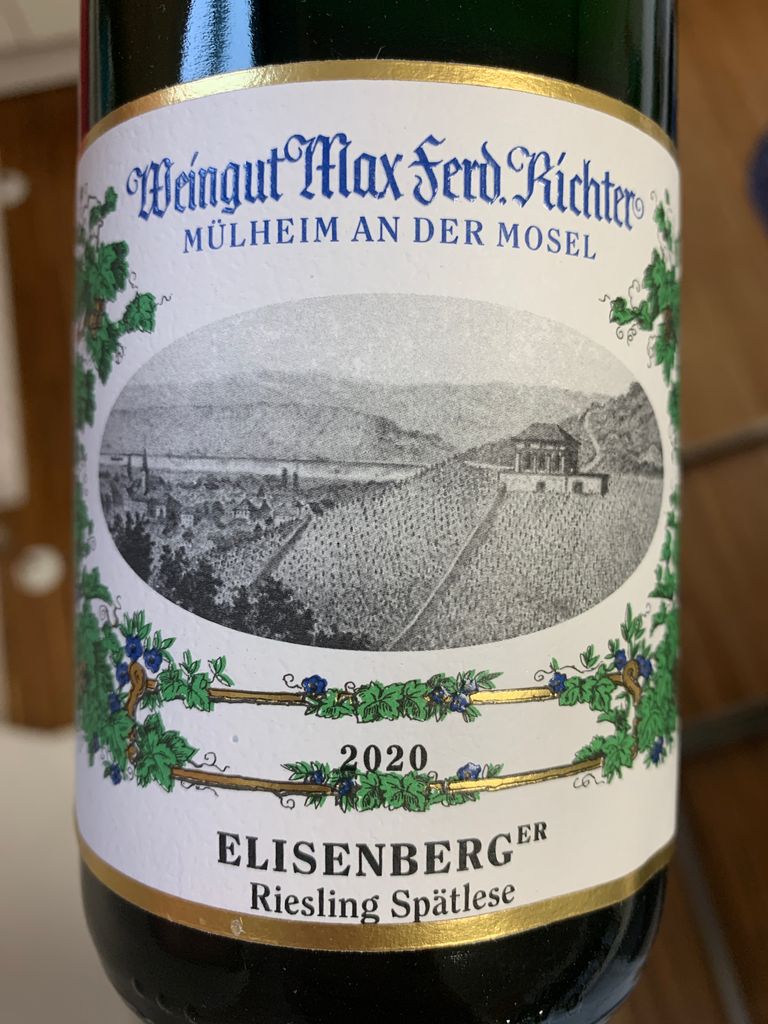 Weingut Max Ferd. Richter
MÜLHEIM AN DER MOSEL
2020
ELISENBERGER
Riesling Spätlese